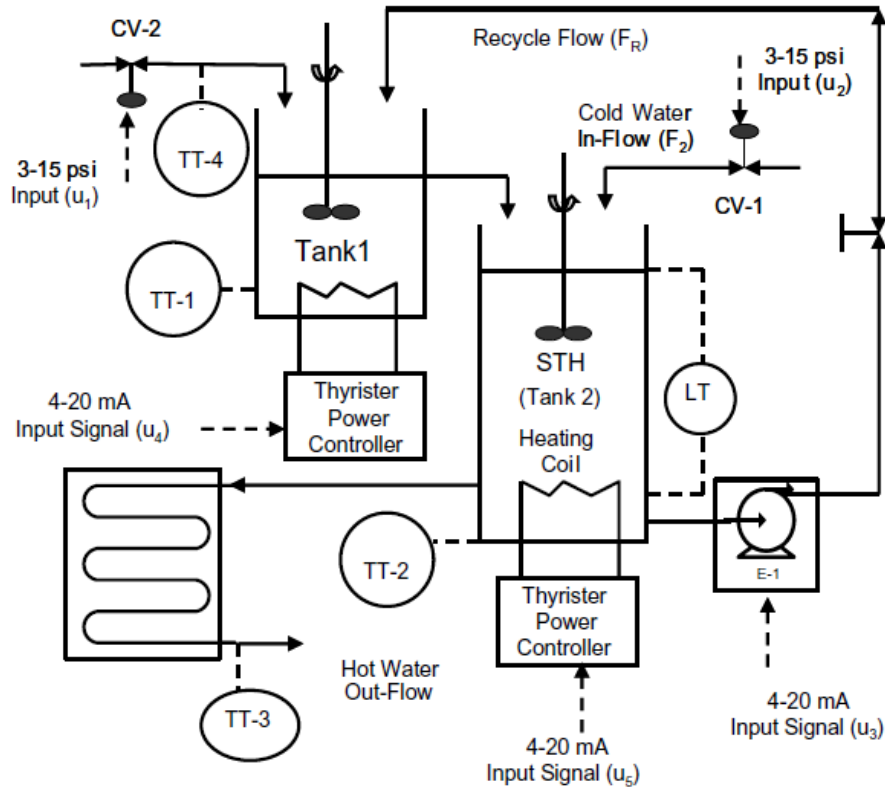 CV-2
Recycle Flow (F_R)
3-15 psi
Input (u_2)
Cold Water
In-Flow (F_2)
TT-4
3-15 psi
Input (u_1)
CV-1
Tank1
TT-1
STH
(Tank 2)
LT
4-20 mA
Input Signal (u_4)
Thyrister
Power
Controller
Heating
Coil
TT-2
E-1
Thyrister
Power
Controller
Hot Water
Out-Flow
TT-3
4-20 mA
Input Signal (u_3)
4-20 mA
Input Signal (u_5)